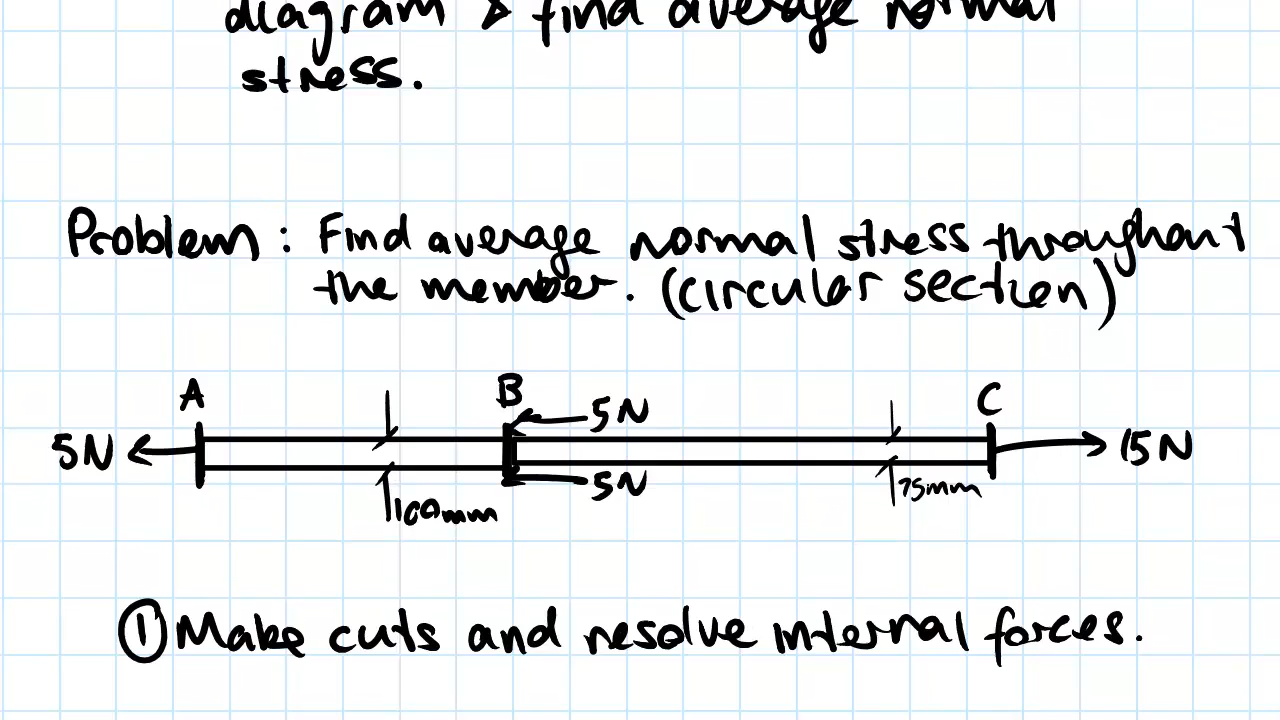 diagram & find average normal
stress.
Problem: Find average normal stress throughout
the member. (circular section)
A
B
C
5N
5N
5N
15N
100mm
75mm
① Make cuts and resolve internal forces.